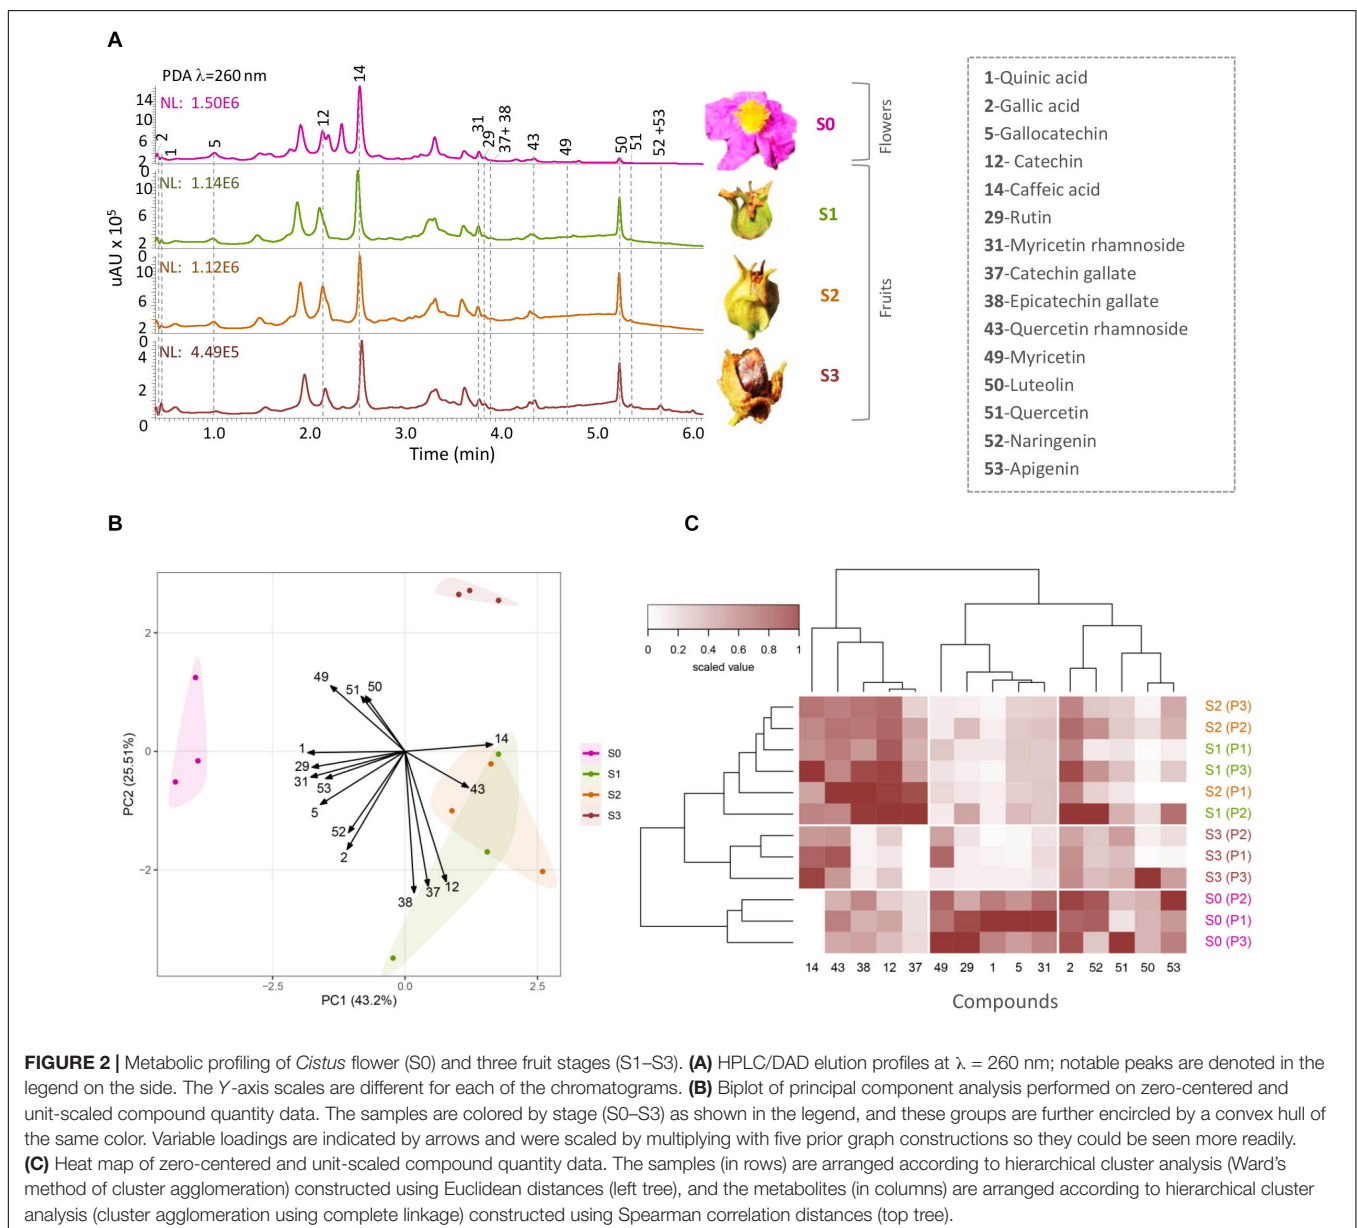 A
PDA λ=260 nm
NL: 1.50E6
NL: 1.14E6
NL: 1.12E6
NL: 4.49E5
2
1
5
12
14
31
29
37+ 38
43
49
50
51
52 +53
14
10
6
2
0
10
6
2
0
10
6
2
0
4
2
0
uAU x 10⁵
1.0 2.0 3.0 4.0 5.0 6.0
Time (min)
S0
S1
S2
S3
Flowers
Fruits
1-Quinic acid
2-Gallic acid
5-Gallocatechin
12- Catechin
14-Caffeic acid
29-Rutin
31-Myricetin rhamnoside
37-Catechin gallate
38-Epicatechin gallate
43-Quercetin rhamnoside
49-Myricetin
50-Luteolin
51-Quercetin
52-Naringenin
53-Apigenin
B
2
0
−2
PC2 (25.51%)
49
51
50
1
29
31
53
5
52
2
14
43
38
37
12
−2.5 0.0 2.5
PC1 (43.2%)
S0
S1
S2
S3
C
0 0.2 0.4 0.6 0.8 1
scaled value
S2 (P3)
S2 (P2)
S1 (P1)
S1 (P3)
S2 (P1)
S1 (P2)
S3 (P2)
S3 (P1)
S3 (P3)
S0 (P2)
S0 (P1)
S0 (P3)
14 43 38 12 37 49 29 1 5 31 2 52 51 50 53
Compounds
FIGURE 2 | Metabolic profiling of Cistus flower (S0) and three fruit stages (S1–S3). (A) HPLC/DAD elution profiles at λ = 260 nm; notable peaks are denoted in the
legend on the side. The Y-axis scales are different for each of the chromatograms. (B) Biplot of principal component analysis performed on zero-centered and
unit-scaled compound quantity data. The samples are colored by stage (S0–S3) as shown in the legend, and these groups are further encircled by a convex hull of
the same color. Variable loadings are indicated by arrows and were scaled by multiplying with five prior graph constructions so they could be seen more readily.
(C) Heat map of zero-centered and unit-scaled compound quantity data. The samples (in rows) are arranged according to hierarchical cluster analysis (Ward's
method of cluster agglomeration) constructed using Euclidean distances (left tree), and the metabolites (in columns) are arranged according to hierarchical cluster
analysis (cluster agglomeration using complete linkage) constructed using Spearman correlation distances (top tree).